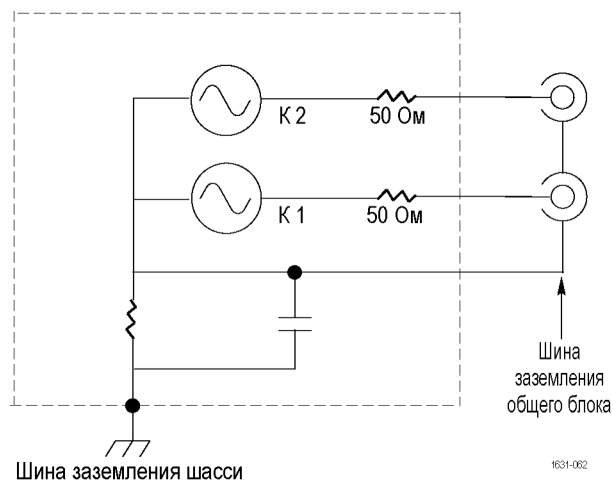 К 2
50 Ом
К 1
50 Ом
Шина
заземления
общего блока
Шина заземления шасси
1631-062